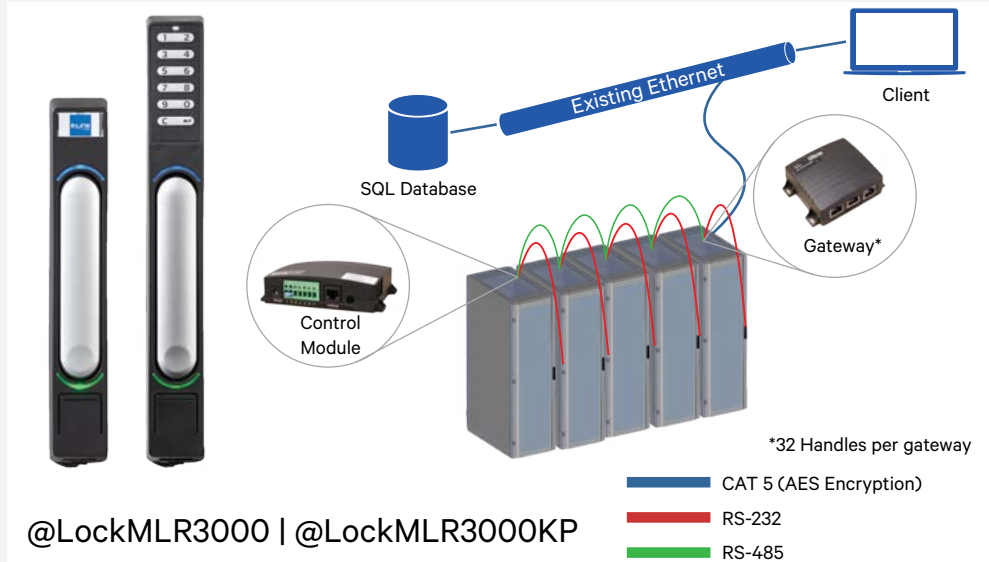 1 2
3 4
5 6
7 8
9 0
C
Existing Ethernet
Client
SQL Database
Gateway*
Control
Module
*32 Handles per gateway
CAT 5 (AES Encryption)
RS-232
RS-485
@LockMLR3000 | @LockMLR3000KP